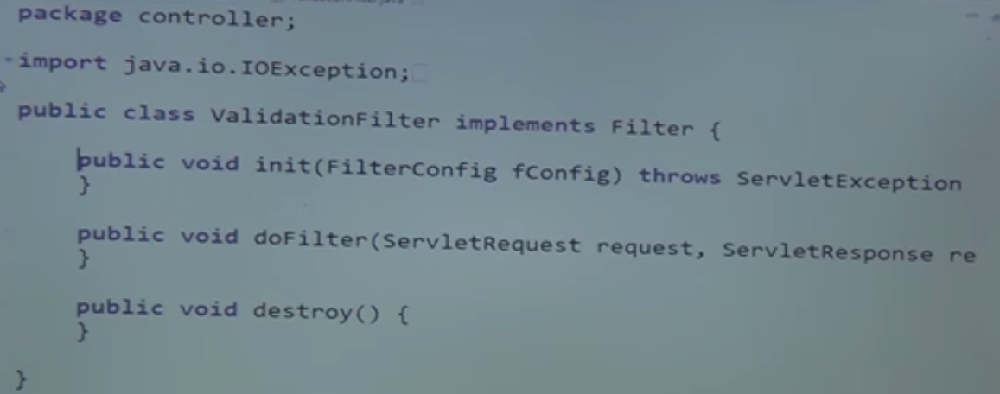 package controller;
import java.io.IOException;
public class ValidationFilter implements Filter {
public void init(FilterConfig fConfig) throws ServletException
}
public void doFilter(ServletRequest request, ServletResponse re
}
public void destroy() {
}
}